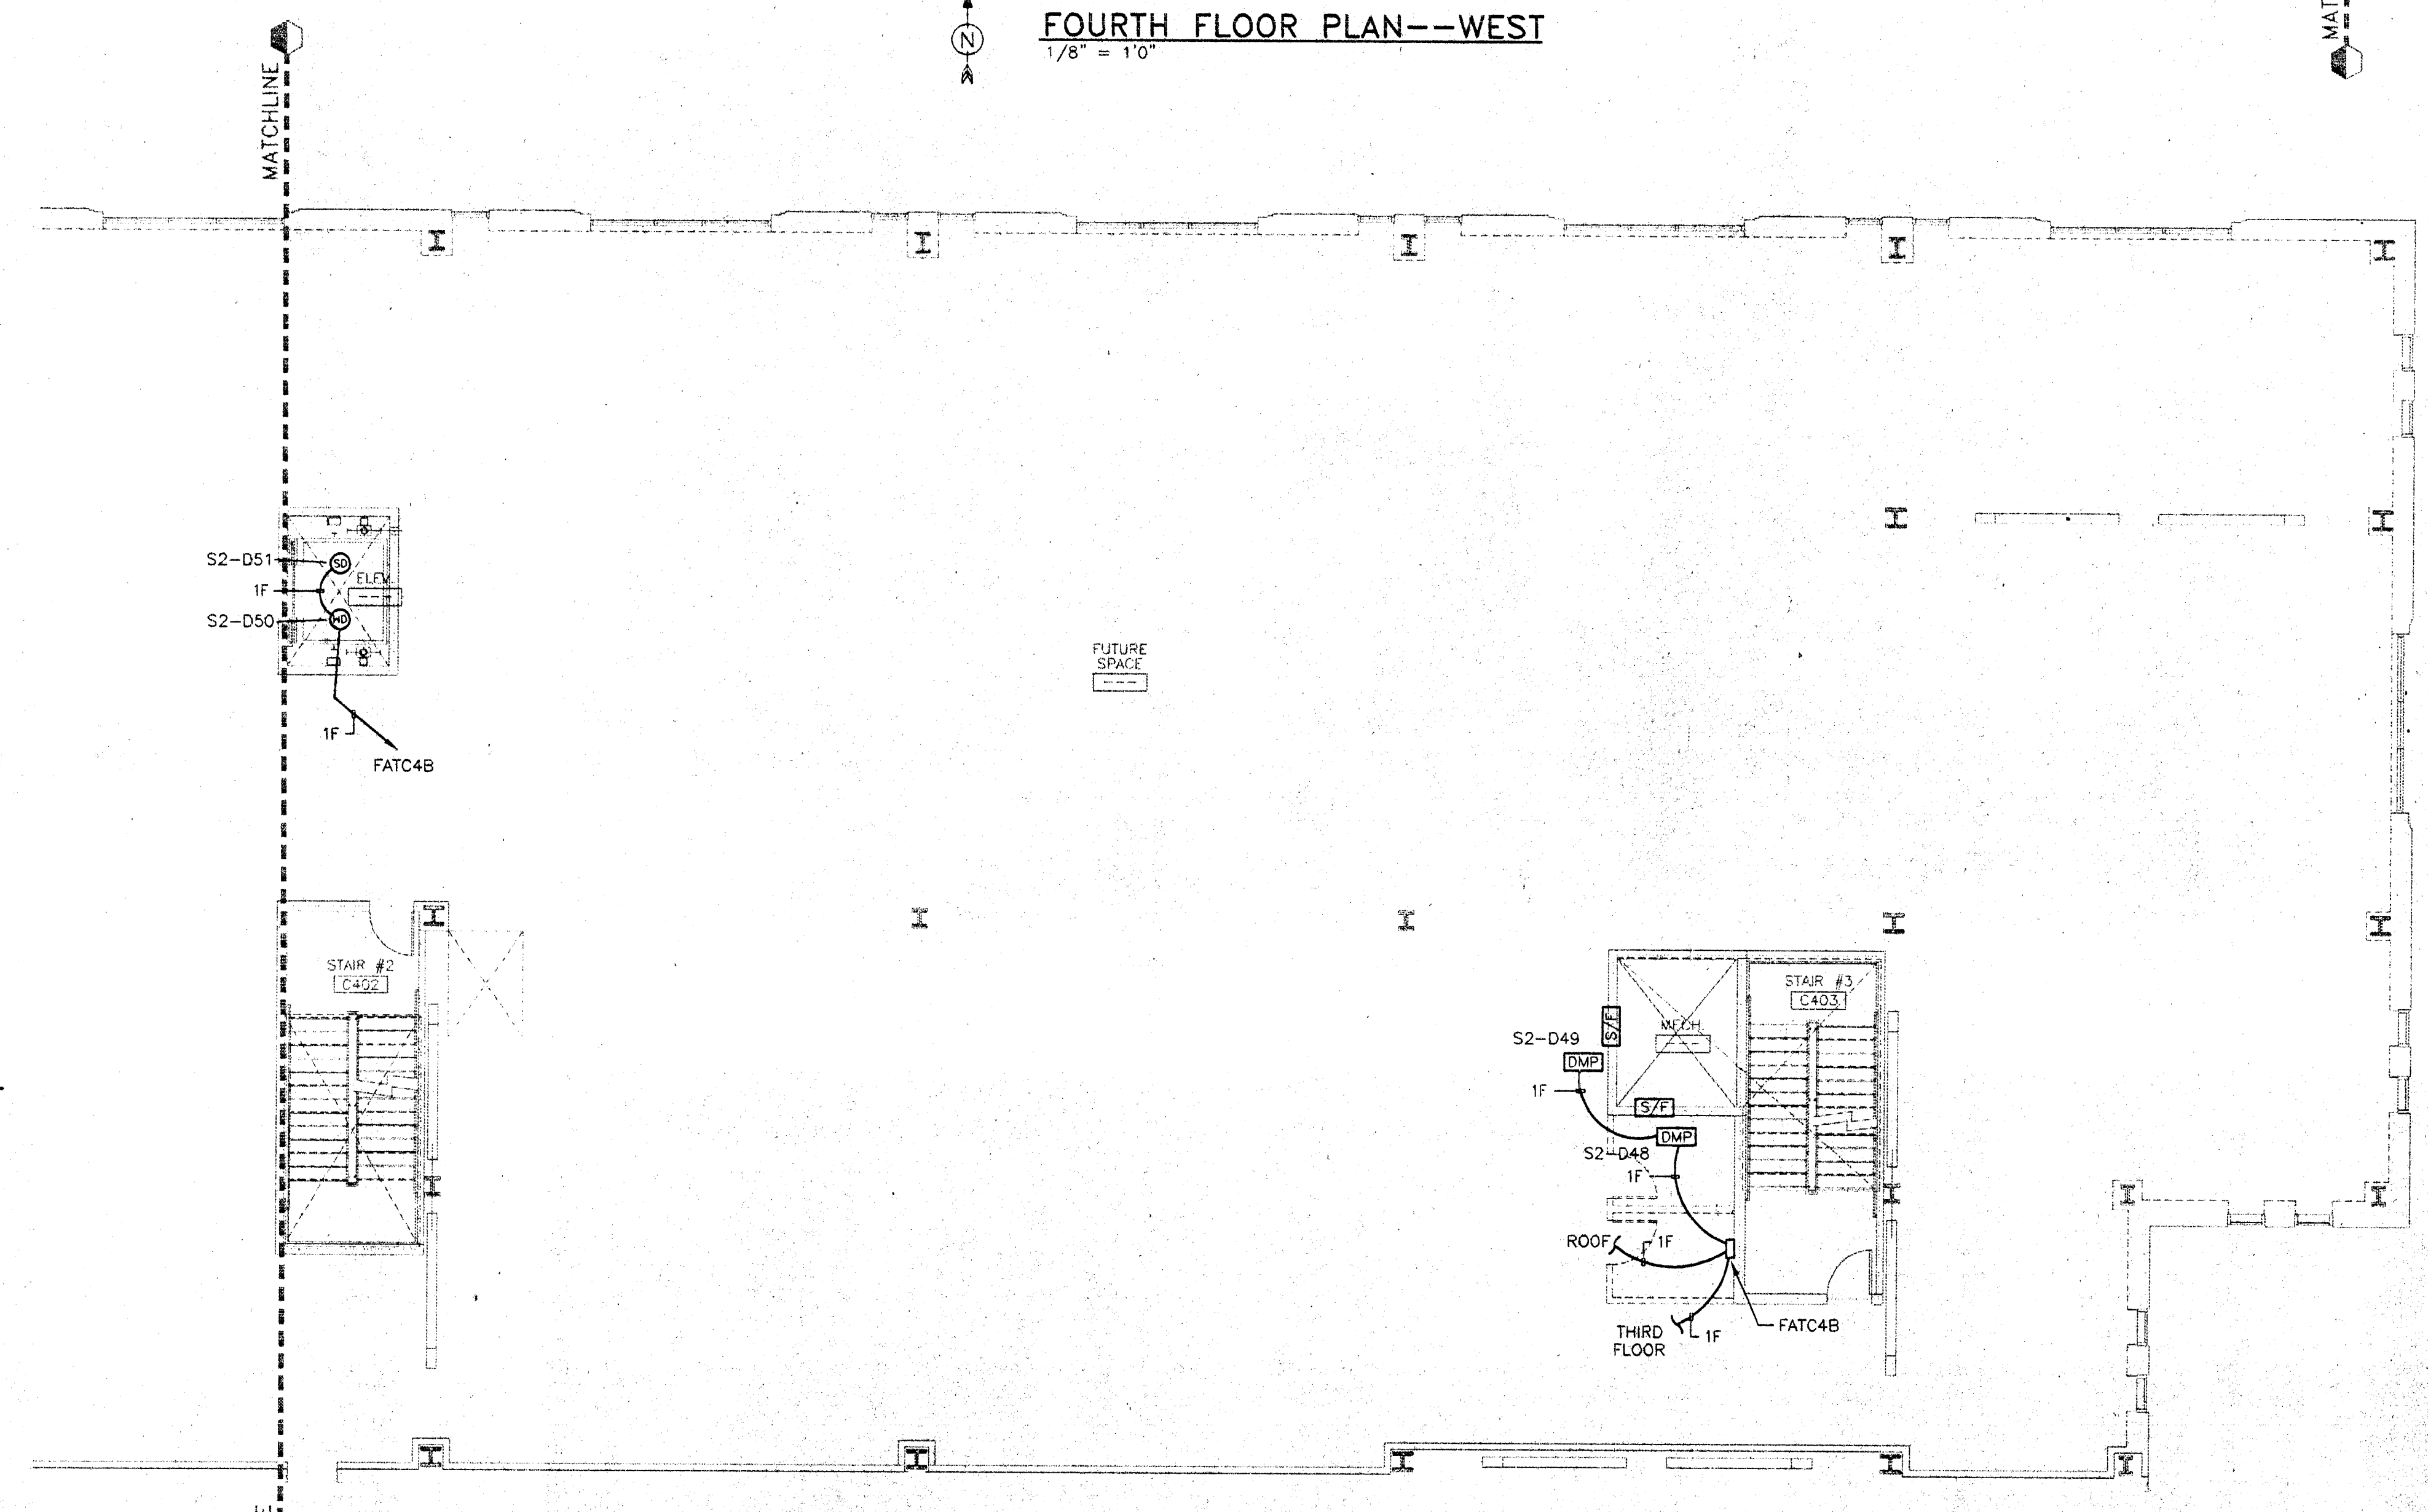 FOURTH FLOOR PLAN--WEST
1/8" = 1'0"
N
MATCHLINE
MAT
S2-D51
SD
1F
ELEV.
S2-D50
HD
1F
FATC4B
FUTURE
SPACE
---
STAIR #2
C402
STAIR #3
C403
MECH.
---
S/F
S2-D49
DMP
1F
S/F
DMP
S2-D48
1F
ROOF
1F
THIRD
FLOOR
1F
FATC4B
E